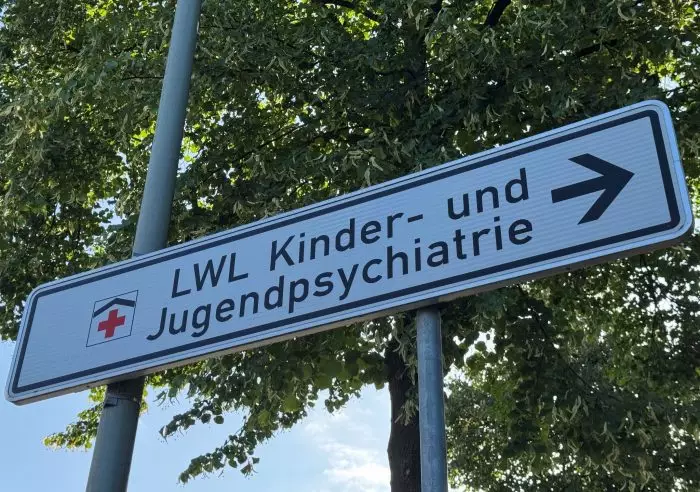 LWL Kinder- und
Jugendpsychiatrie